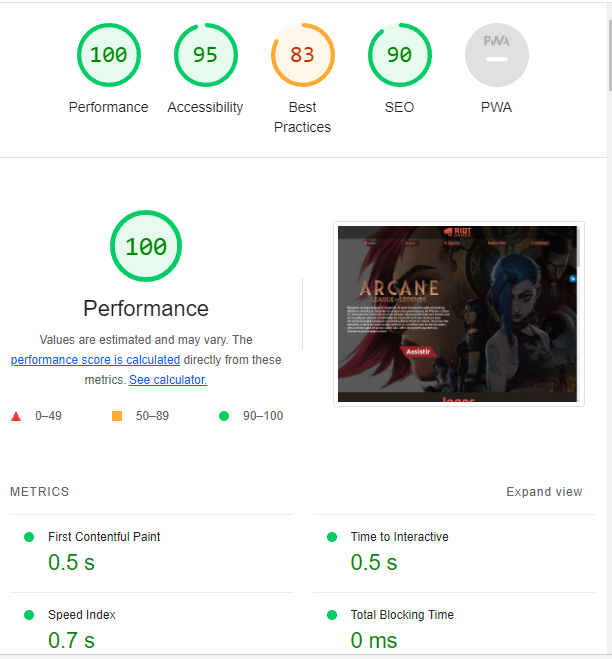 100
95
83
90
PWA
Performance
Accessibility
Best
Practices
SEO
PWA
100
Performance
Values are estimated and may vary. The
performance score is calculated directly from these
metrics. See calculator.
0–49
50–89
90–100
RIOT
ARCANE
LEAGUE OF LEGENDS
Assistir
METRICS
Expand view
First Contentful Paint
0.5 s
Time to Interactive
0.5 s
Speed Index
0.7 s
Total Blocking Time
0 ms